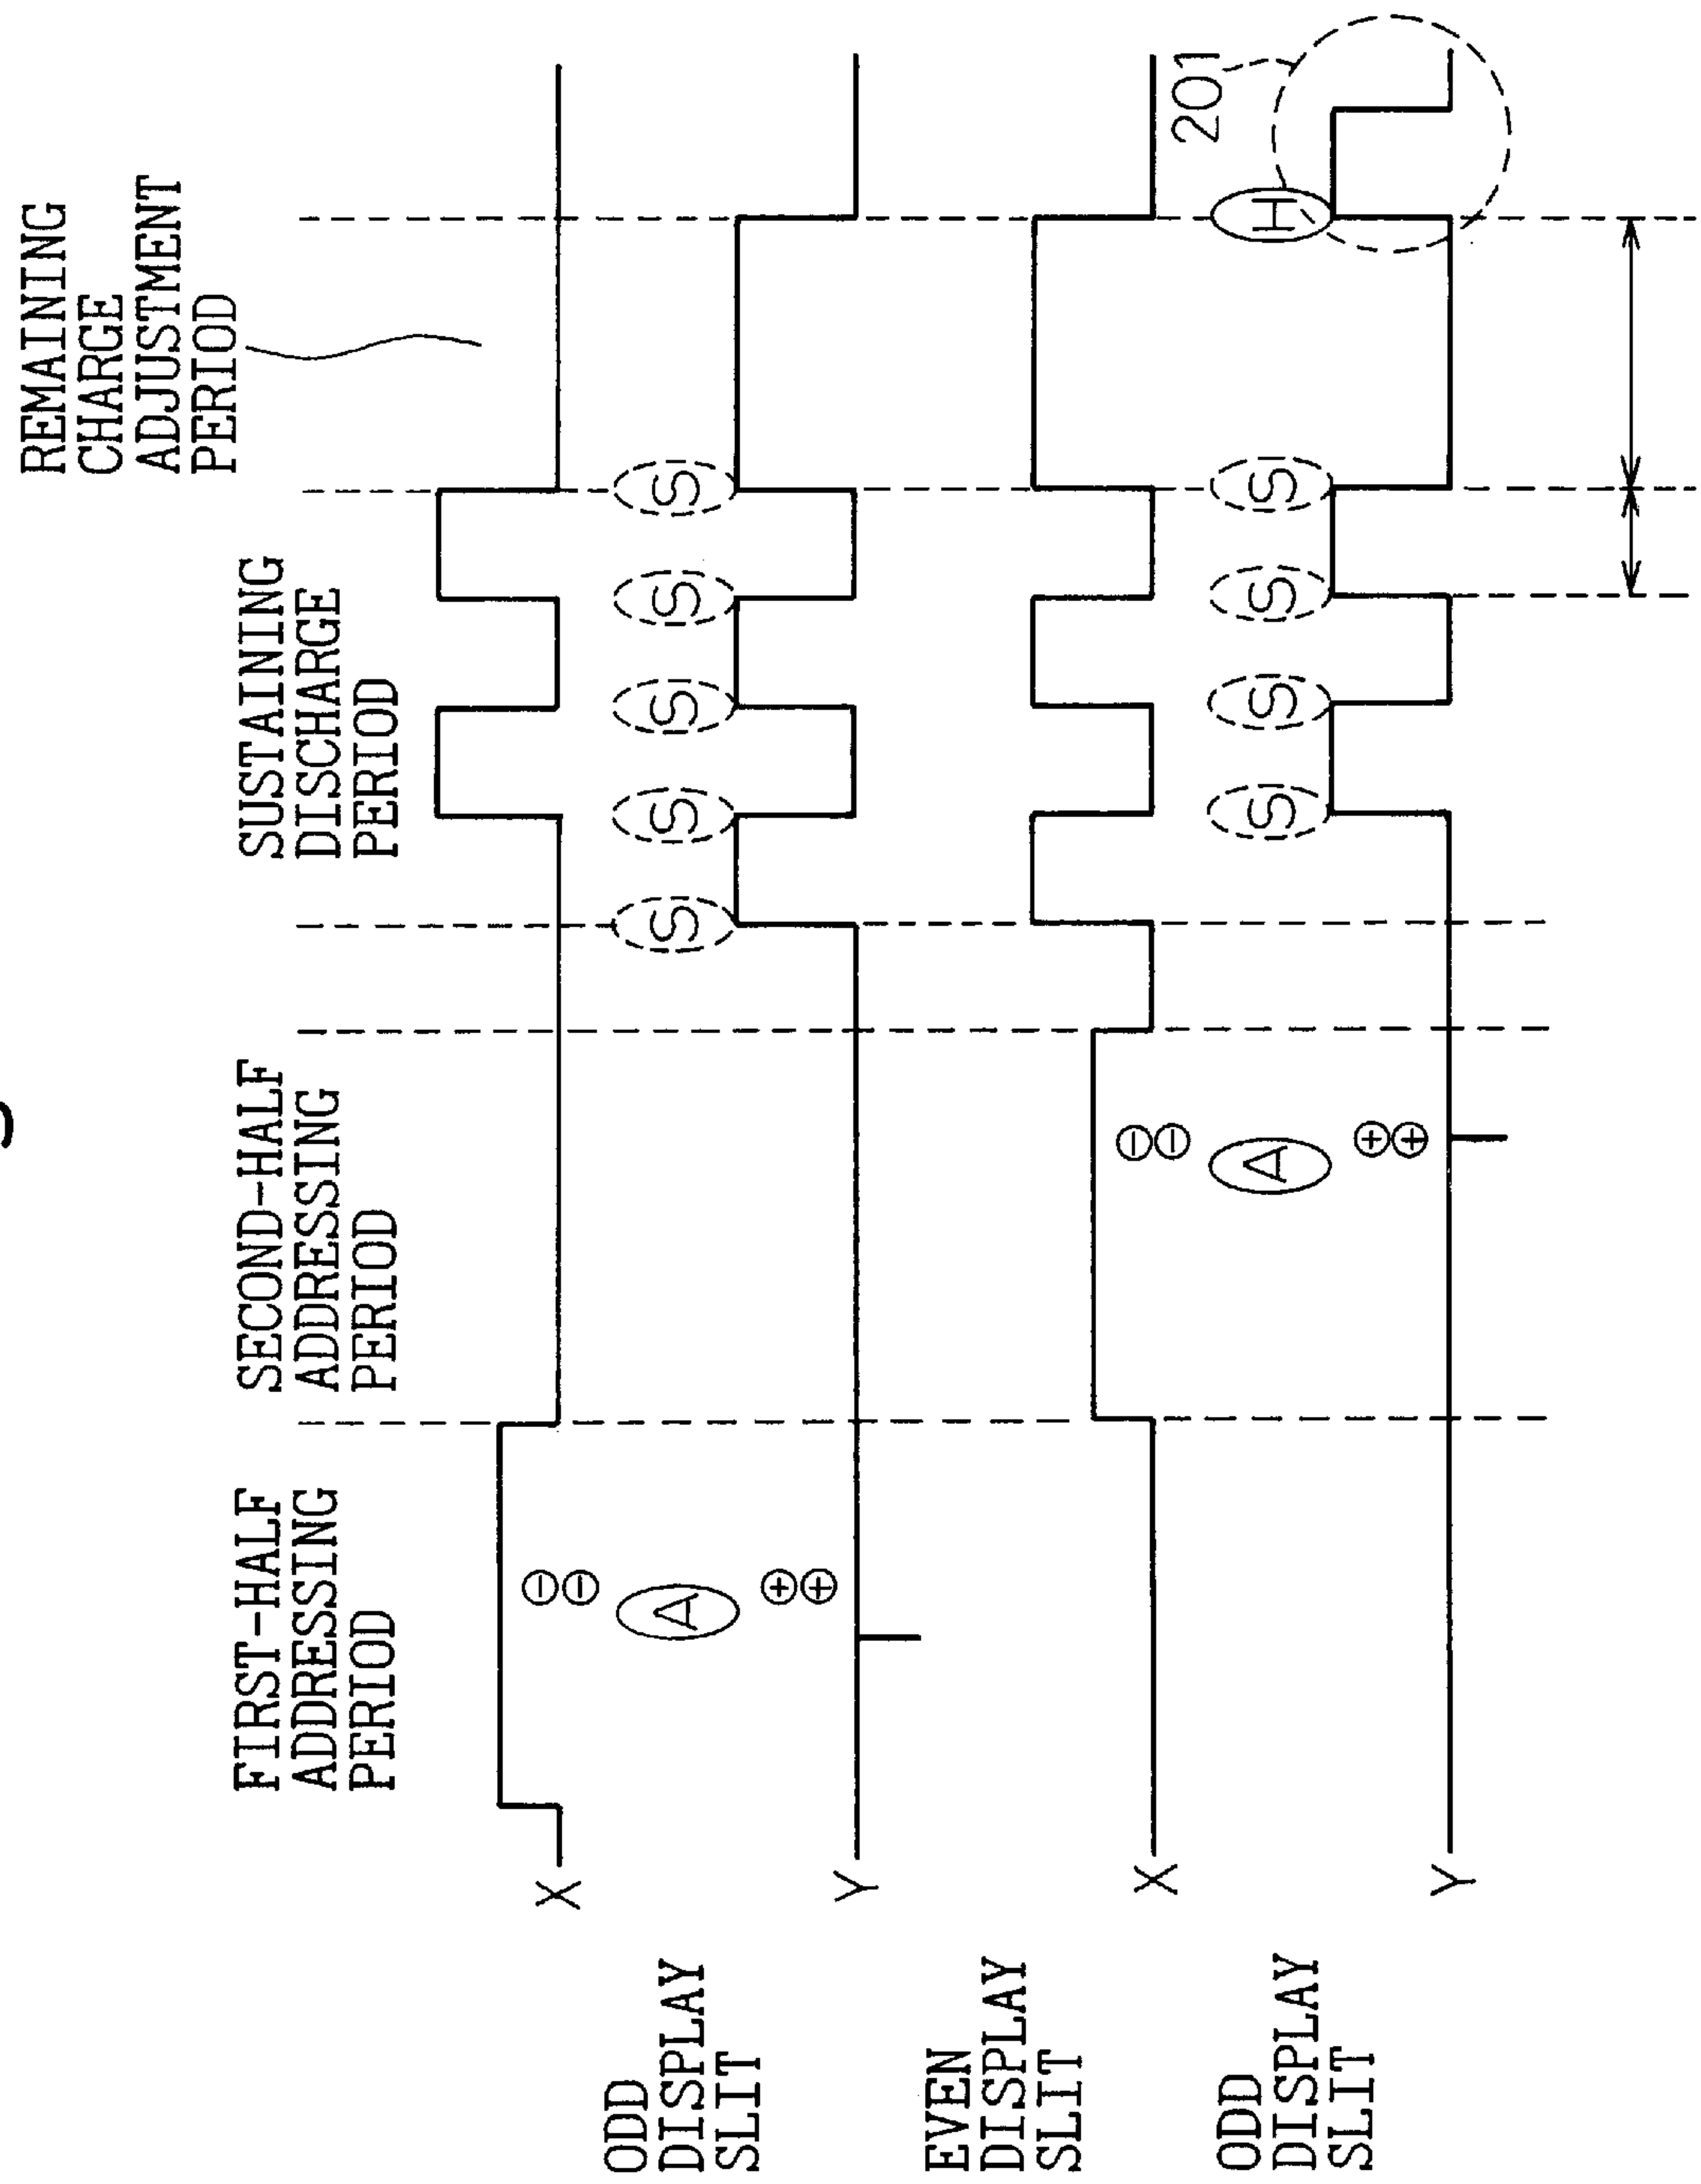 FIRST-HALF
ADDRESSING
PERIOD
SECOND-HALF
ADDRESSING
PERIOD
SUSTAINING
DISCHARGE
PERIOD
REMAINING
CHARGE
ADJUSTMENT
PERIOD
X
ODD
DISPLAY
SLIT
A
S
S
S
S
S
Y
EVEN
DISPLAY
SLIT
X
201
ODD
DISPLAY
SLIT
A
S
S
S
S
H
Y